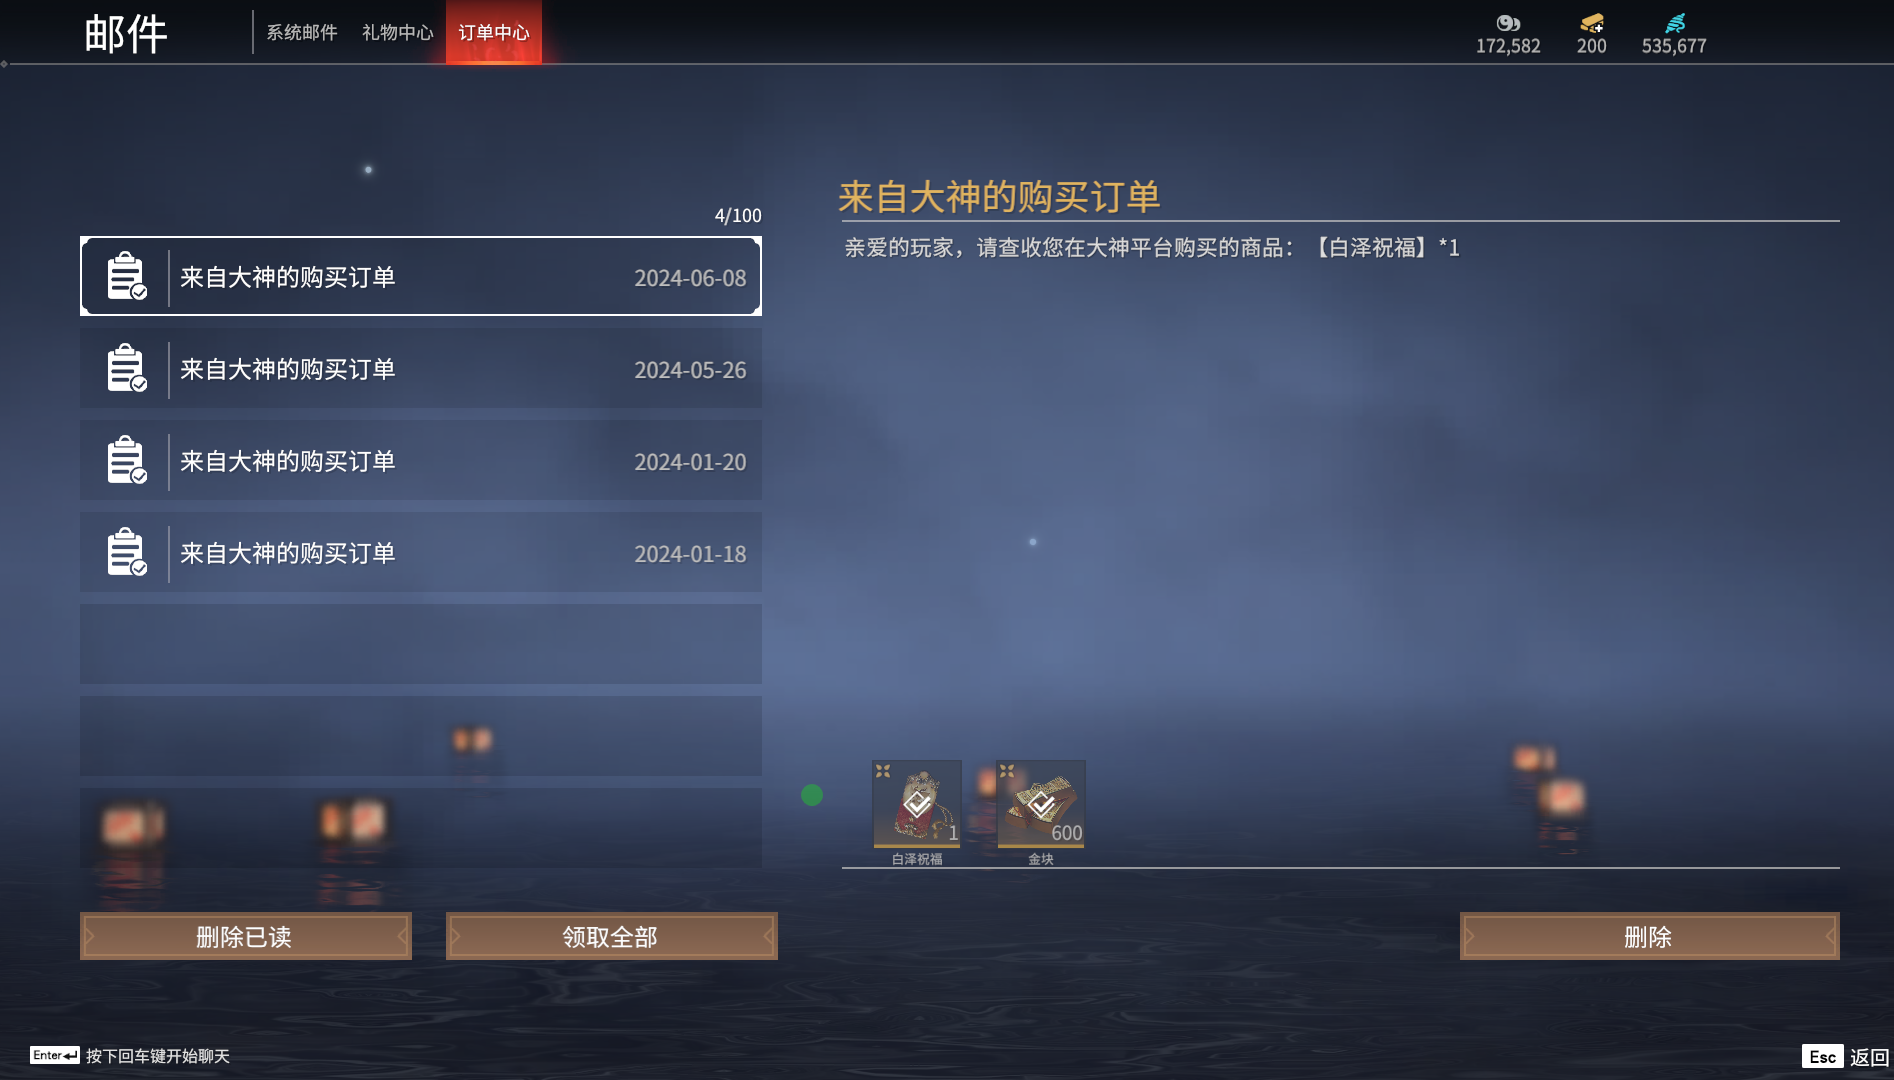 邮件
系统邮件
礼物中心
订单中心
172,582
200
535,677
4/100
来自大神的购买订单
2024-06-08
来自大神的购买订单
2024-05-26
来自大神的购买订单
2024-01-20
来自大神的购买订单
2024-01-18
来自大神的购买订单
亲爱的玩家，请查收您在大神平台购买的商品：【白泽祝福】*1
1
白泽祝福
600
金块
删除已读
领取全部
删除
Enter 按下回车键开始聊天
Esc 返回